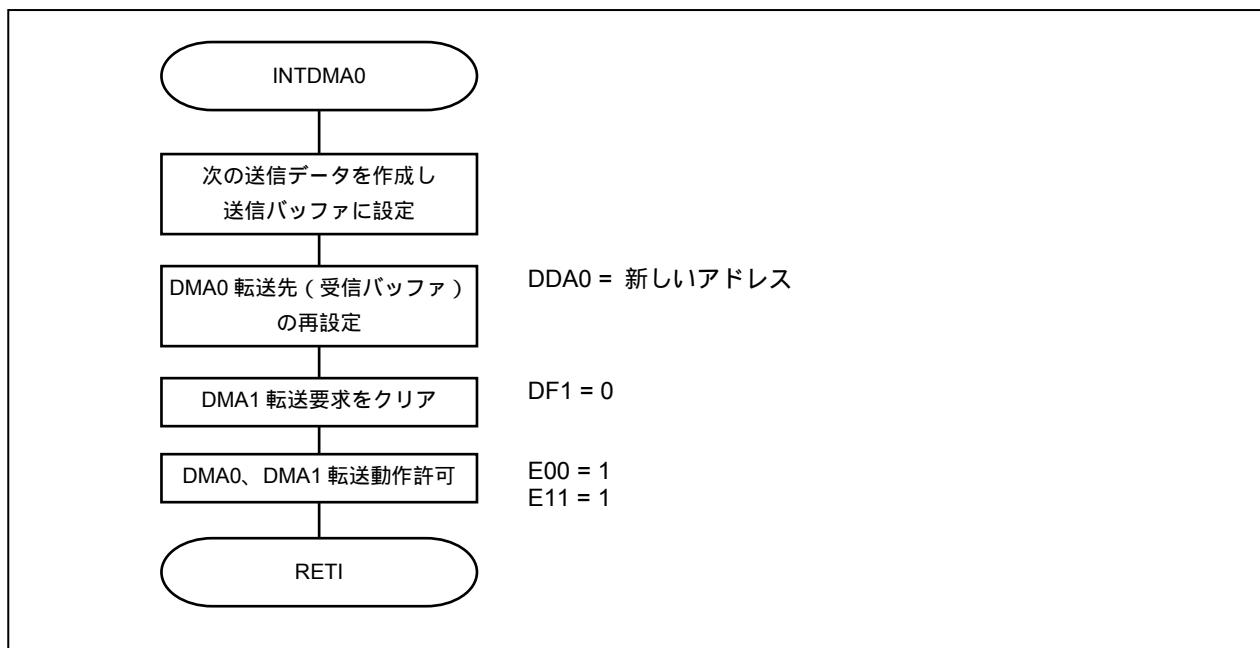 INTDMA0
次の送信データを作成し
送信バッファに設定
DMA0 転送先 ( 受信バッファ )
の再設定
DDA0 = 新しいアドレス
DMA1 転送要求をクリア
DF1 = 0
DMA0、DMA1 転送動作許可
E00 = 1
E11 = 1
RETI